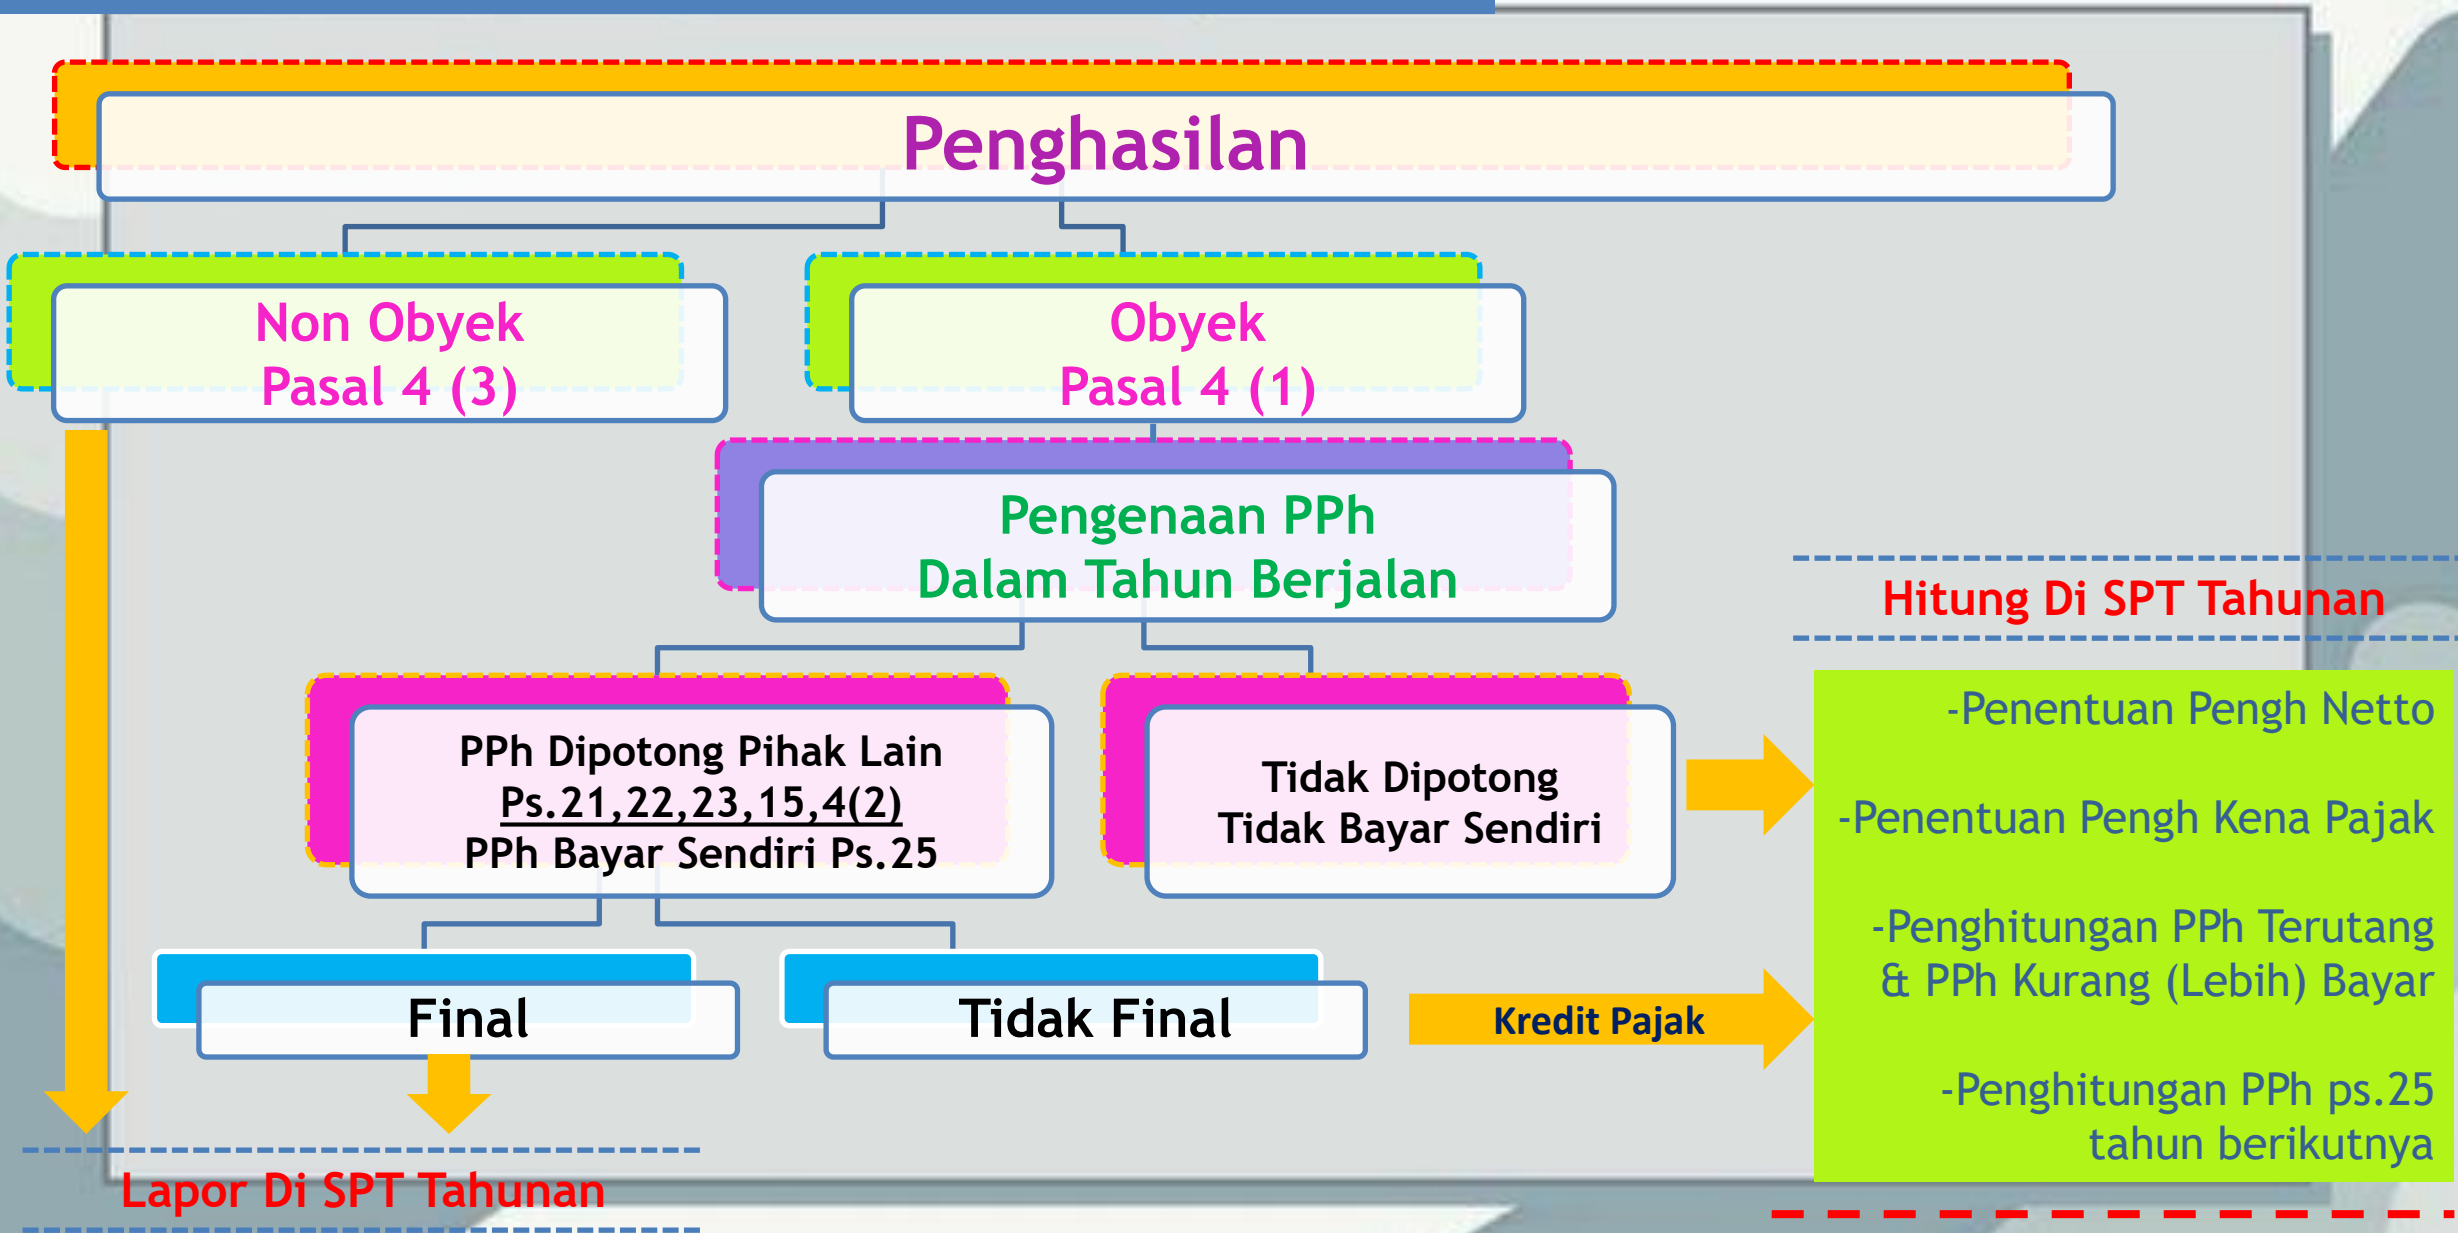 Penghasilan
Non Obyek
Pasal 4 (3)
Obyek
Pasal 4 (1)
Pengenaan PPh
Dalam Tahun Berjalan
PPh Dipotong Pihak Lain
Ps.21,22,23,15,4(2)
PPh Bayar Sendiri Ps.25
Tidak Dipotong
Tidak Bayar Sendiri
Final
Tidak Final
Kredit Pajak
Lapor Di SPT Tahunan
Hitung Di SPT Tahunan
-Penentuan Pengh Netto
-Penentuan Pengh Kena Pajak
-Penghitungan PPh Terutang
& PPh Kurang (Lebih) Bayar
-Penghitungan PPh ps.25
tahun berikutnya